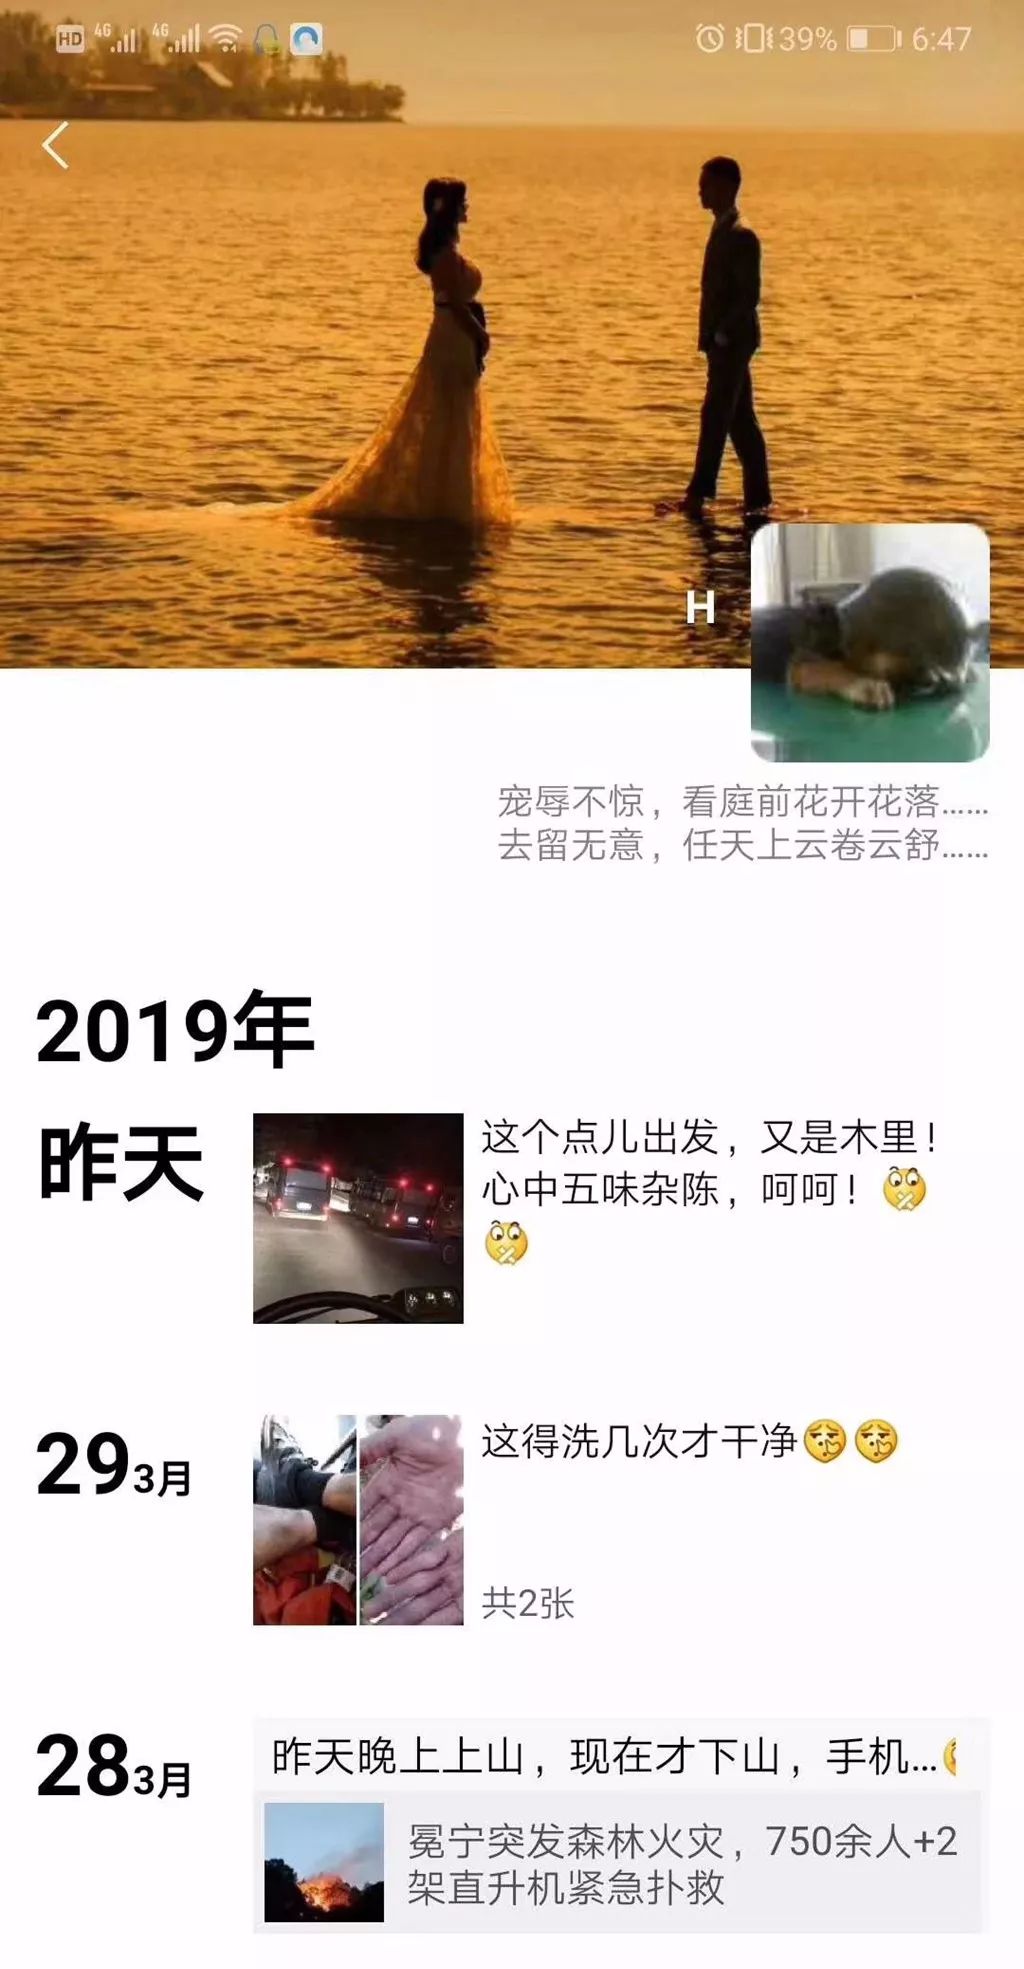 HD 4G 4G 39% 6:47
H
宠辱不惊，看庭前花开花落……
去留无意，任天上云卷云舒……
2019年
昨天
这个点儿出发，又是木里！
心中五味杂陈，呵呵！
29 3月
这得洗几次才干净
共2张
28 3月
昨天晚上上山，现在才下山，手机...
冕宁突发森林火灾，750余人+2
架直升机紧急扑救